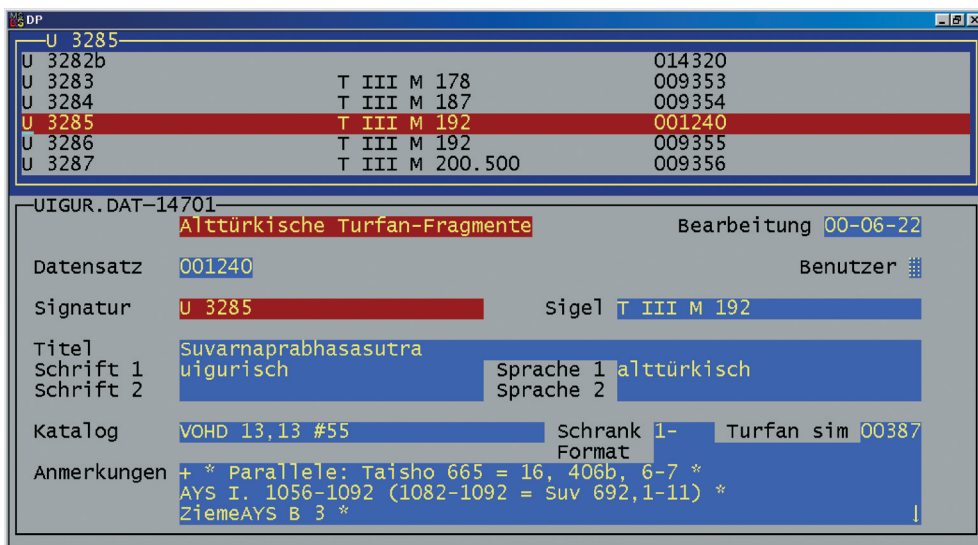 DP
U 3285
U 3282b 014320
U 3283 T III M 178 009353
U 3284 T III M 187 009354
U 3285 T III M 192 001240
U 3286 T III M 192 009355
U 3287 T III M 200.500 009356
UIGUR.DAT-14701
Alttürkische Turfan-Fragmente Bearbeitung 00-06-22
Datensatz 001240 Benutzer
Signatur U 3285 Sigel T III M 192
Titel Suvarnaprabhasasutra
Schrift 1 uigurisch Sprache 1 alttürkisch
Schrift 2 Sprache 2
Katalog VOHD 13,13 #55 Schrank 1- Turfan sim 00387
Format
Anmerkungen + * Parallele: Taisho 665 = 16, 406b, 6-7 *
AYS I. 1056-1092 (1082-1092 = Suv 692,1-11) *
ZiemeAYS B 3 * ↓